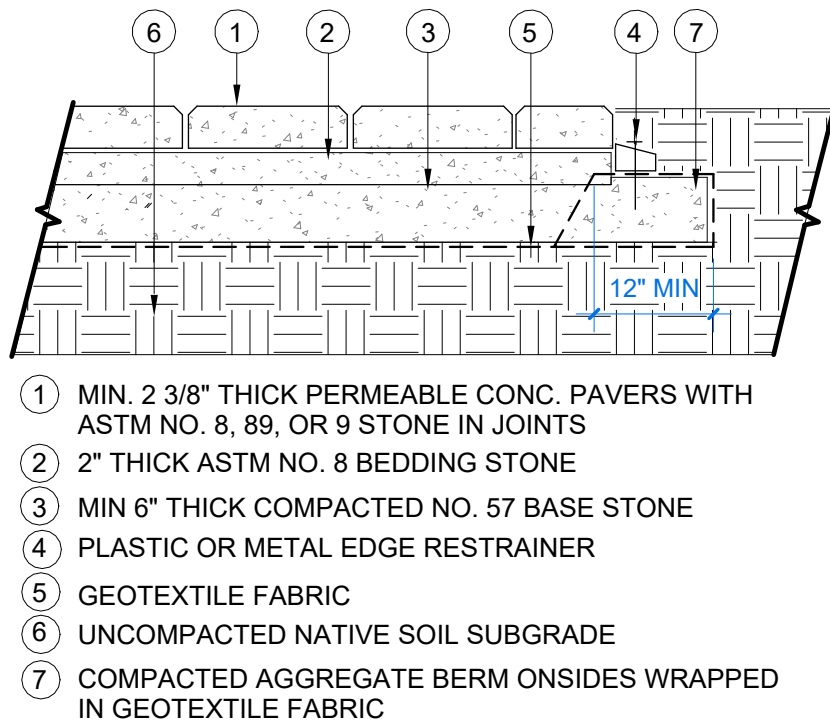 6 1 2 3 5 4 7
12" MIN
1 MIN. 2 3/8" THICK PERMEABLE CONC. PAVERS WITH
ASTM NO. 8, 89, OR 9 STONE IN JOINTS
2 2" THICK ASTM NO. 8 BEDDING STONE
3 MIN 6" THICK COMPACTED NO. 57 BASE STONE
4 PLASTIC OR METAL EDGE RESTRAINER
5 GEOTEXTILE FABRIC
6 UNCOMPACTED NATIVE SOIL SUBGRADE
7 COMPACTED AGGREGATE BERM ONSIDES WRAPPED
IN GEOTEXTILE FABRIC